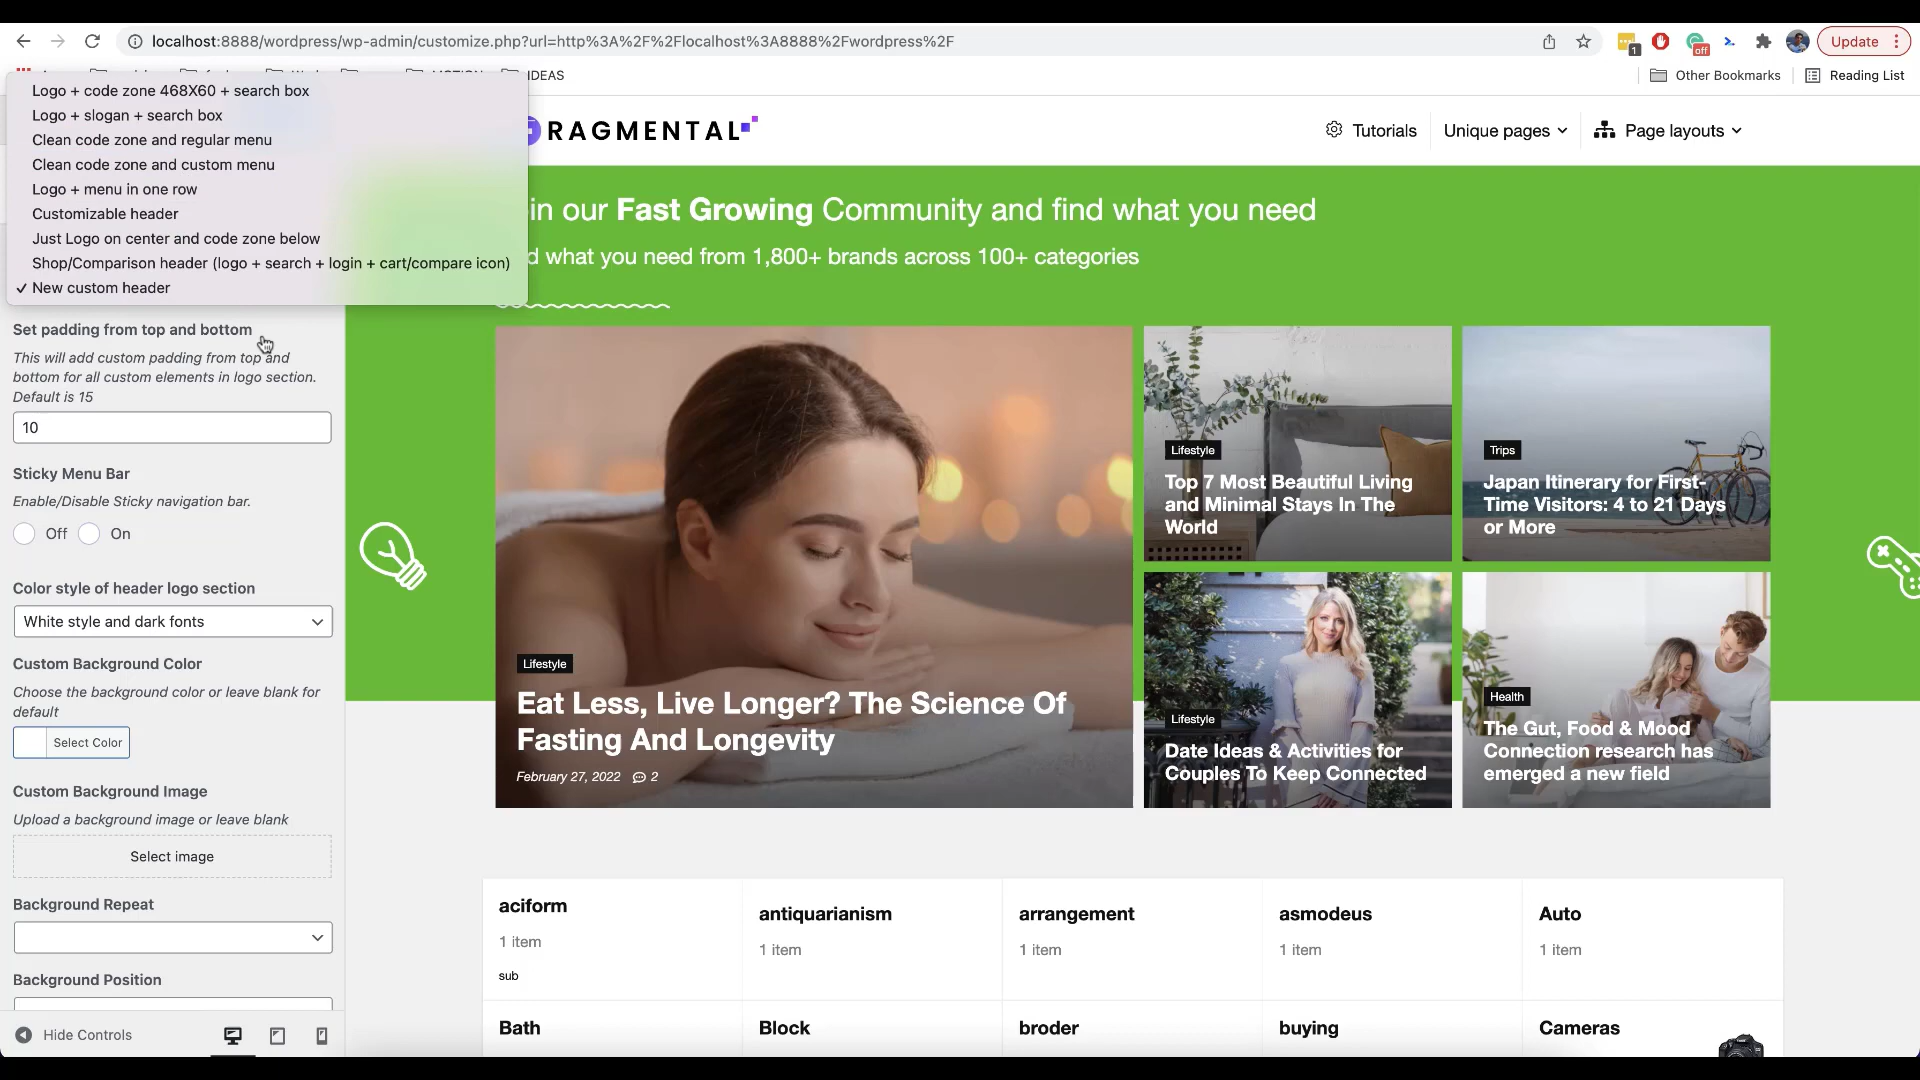 localhost:8888/wordpress/wp-admin/customize.php?url=http%3A%2F%2Flocalhost%3A8888%2Fwordpress%2F
1
off
Update
IDEAS
Other Bookmarks
Reading List
Logo + code zone 468X60 + search box
Logo + slogan + search box
Clean code zone and regular menu
Clean code zone and custom menu
Logo + menu in one row
Customizable header
Just Logo on center and code zone below
Shop/Comparison header (logo + search + login + cart/compare icon)
✓ New custom header
Set padding from top and bottom
This will add custom padding from top and
bottom for all custom elements in logo section.
Default is 15
10
Sticky Menu Bar
Enable/Disable Sticky navigation bar.
Off
On
Color style of header logo section
White style and dark fonts
Custom Background Color
Choose the background color or leave blank for
default
Select Color
Custom Background Image
Upload a background image or leave blank
Select image
Background Repeat
Background Position
Hide Controls
RAGMENTAL
Tutorials
Unique pages
Page layouts
in our Fast Growing Community and find what you need
d what you need from 1,800+ brands across 100+ categories
Lifestyle
Eat Less, Live Longer? The Science Of
Fasting And Longevity
February 27, 2022
2
Lifestyle
Top 7 Most Beautiful Living
and Minimal Stays In The
World
Trips
Japan Itinerary for First-
Time Visitors: 4 to 21 Days
or More
Lifestyle
Date Ideas & Activities for
Couples To Keep Connected
Health
The Gut, Food & Mood
Connection research has
emerged a new field
aciform
1 item
sub
antiquarianism
1 item
arrangement
1 item
asmodeus
1 item
Auto
1 item
Bath
Block
broder
buying
Cameras